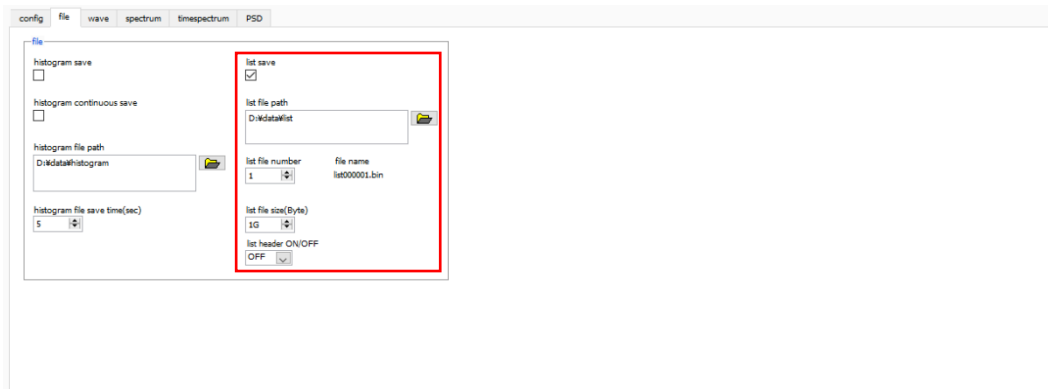 config file wave spectrum timespectrum PSD
file
histogram save
histogram continuous save
histogram file path
D:¥data¥histogram
histogram file save time(sec)
5
list save
list file path
D:¥data¥list
list file number file name
1 list000001.bin
list file size(Byte)
1G
list header ON/OFF
OFF